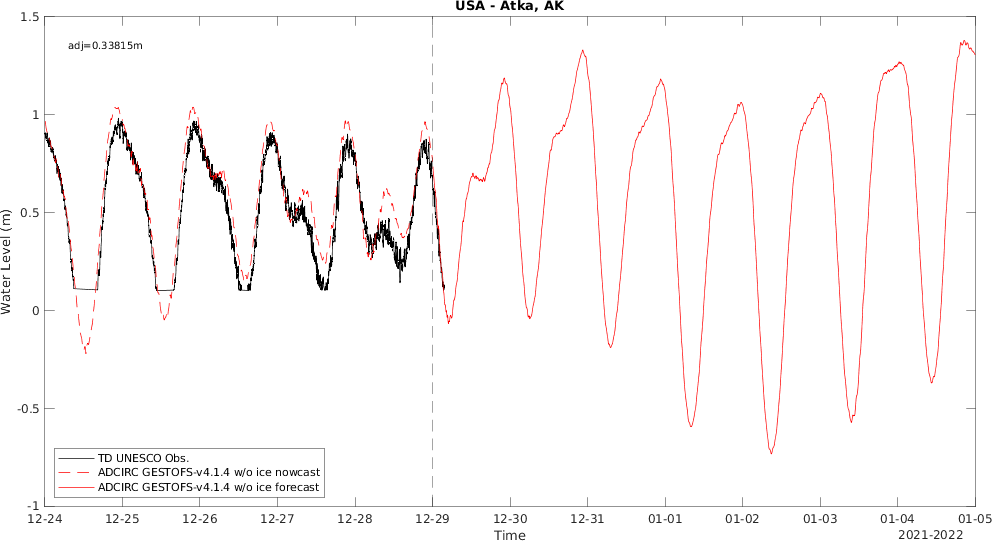 USA - Atka, AK
adj=0.33815m
1.5
1
0.5
0
-0.5
-1
Water Level (m)
TD UNESCO Obs.
ADCIRC GESTOFS-v4.1.4 w/o ice nowcast
ADCIRC GESTOFS-v4.1.4 w/o ice forecast
12-24 12-25 12-26 12-27 12-28 12-29 12-30 12-31 01-01 01-02 01-03 01-04 01-05
Time
2021-2022